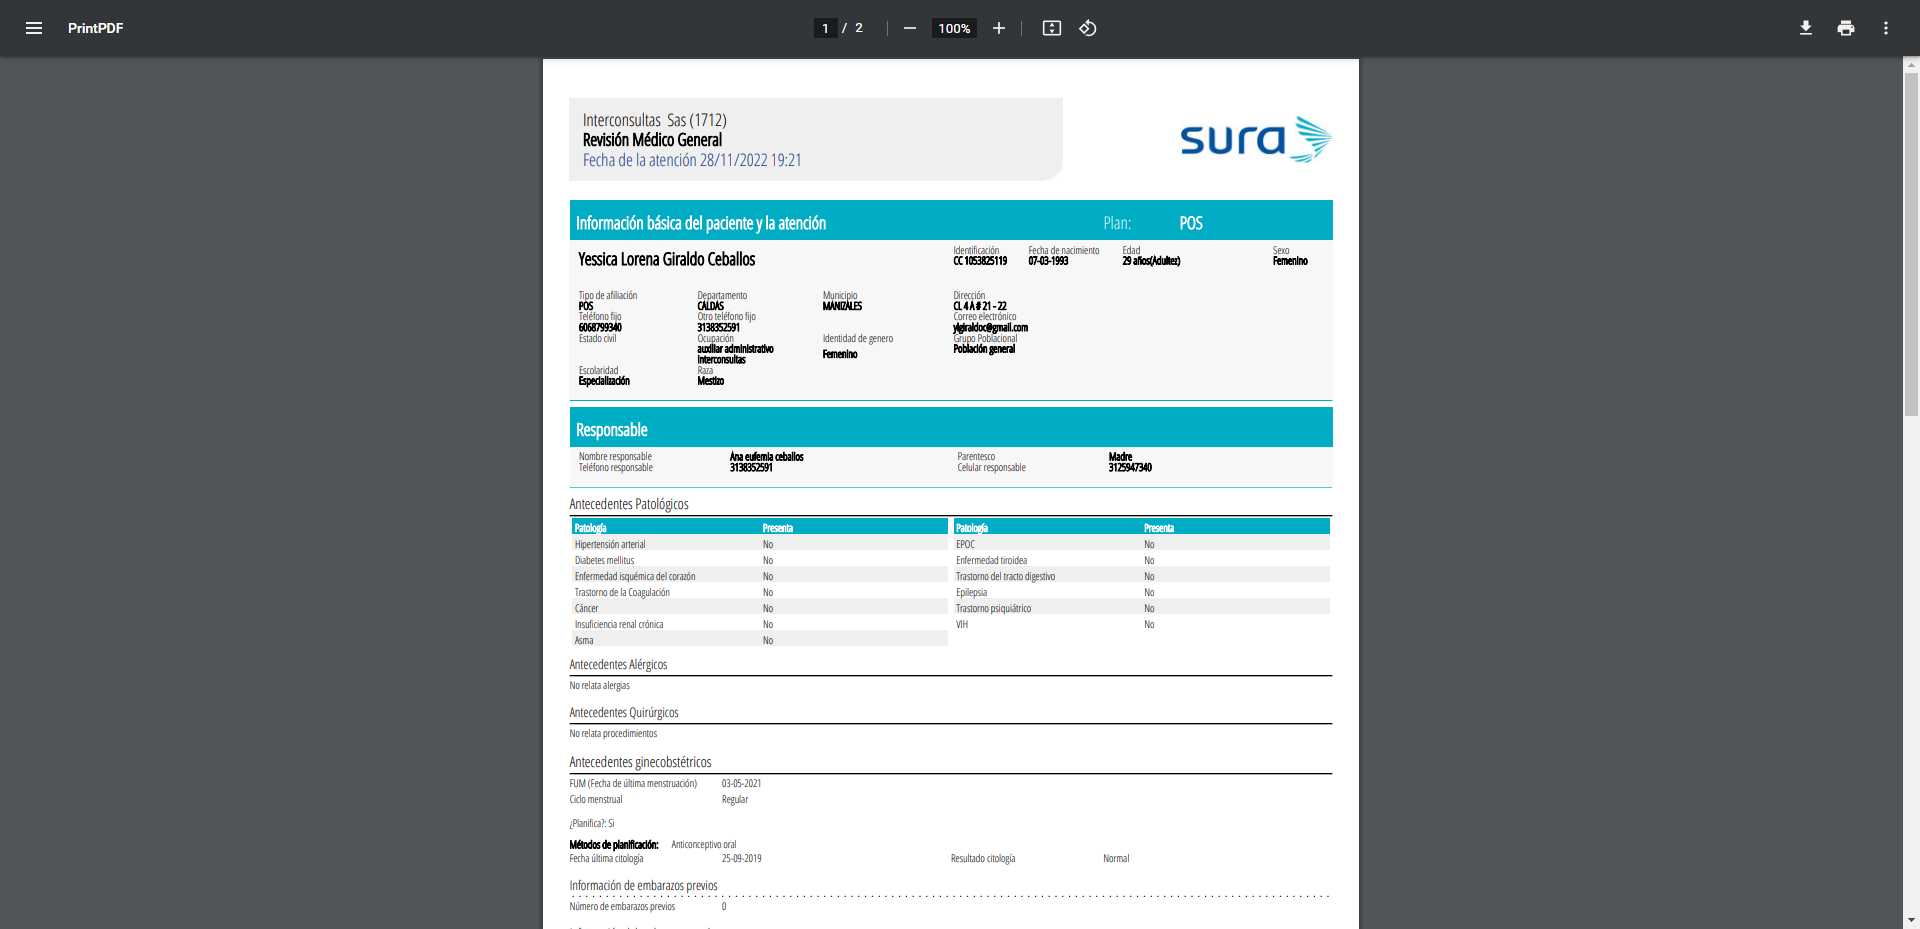 PrintPDF
1 / 2
100%
Interconsultas Sas (1712)
Revisión Médico General
Fecha de la atención 28/11/2022 19:21
sura
Información básica del paciente y la atención Plan: POS
Identificación Fecha de nacimiento Edad Sexo
Yessica Lorena Giraldo Ceballos CC 1053825119 07-03-1993 29 años(Adultez) Femenino
Tipo de afiliación Departamento Municipio Dirección
POS CALDAS MANIZALES CL 4 A # 21 - 22
Teléfono fijo Otro teléfono fijo Correo electrónico
6068799340 3138352591 ylgiraldoc@gmail.com
Estado civil Ocupación Identidad de genero Grupo Poblacional
auxiliar administrativo Femenino Población general
interconsultas
Escolaridad Raza
Especialización Mestizo
Responsable
Nombre responsable Ana eufemia ceballos Parentesco Madre
Teléfono responsable 3138352591 Celular responsable 3125947340
Antecedentes Patológicos
Patología Presenta Patología Presenta
Hipertensión arterial No EPOC No
Diabetes mellitus No Enfermedad tiroidea No
Enfermedad isquémica del corazón No Trastorno del tracto digestivo No
Trastorno de la Coagulación No Epilepsia No
Cáncer No Trastorno psiquiátrico No
Insuficiencia renal crónica No VIH No
Asma No
Antecedentes Alérgicos
No relata alergias
Antecedentes Quirúrgicos
No relata procedimientos
Antecedentes ginecobstétricos
FUM (Fecha de última menstruación) 03-05-2021
Ciclo menstrual Regular
¿Planifica?: Si
Métodos de planificación: Anticonceptivo oral
Fecha última citología 25-09-2019 Resultado citología Normal
Información de embarazos previos
Número de embarazos previos 0